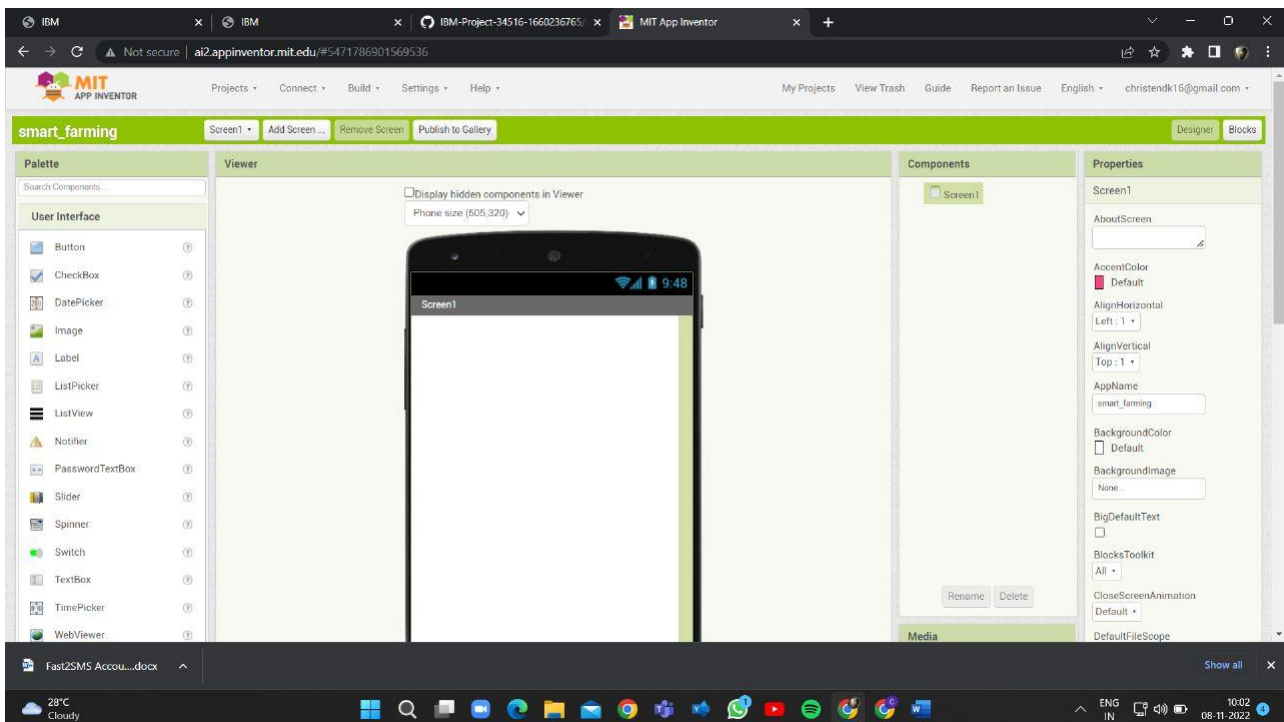 IBM
IBM
IBM-Project-34516-1660236765/
MIT App Inventor
Not secure | ai2.appinventor.mit.edu/#5471786901569536
MIT
APP INVENTOR
Projects
Connect
Build
Settings
Help
My Projects
View Trash
Guide
Report an Issue
English
christendk16@gmail.com
smart_farming
Screen1
Add Screen ...
Remove Screen
Publish to Gallery
Designer
Blocks
Palette
Search Components...
User Interface
Button
CheckBox
DatePicker
Image
Label
ListPicker
ListView
Notifier
PasswordTextBox
Slider
Spinner
Switch
TextBox
TimePicker
WebViewer
Viewer
Display hidden components in Viewer
Phone size (505,320)
9:48
Screen1
Components
Screen1
Rename
Delete
Media
Properties
Screen1
AboutScreen
AccentColor
Default
AlignHorizontal
Left : 1
AlignVertical
Top : 1
AppName
smart_farming
BackgroundColor
Default
BackgroundImage
None...
BigDefaultText
BlocksToolkit
All
CloseScreenAnimation
Default
DefaultFileScope
Fast2SMS Accou....docx
Show all
28°C
Cloudy
ENG
IN
10:02
08-11-2022